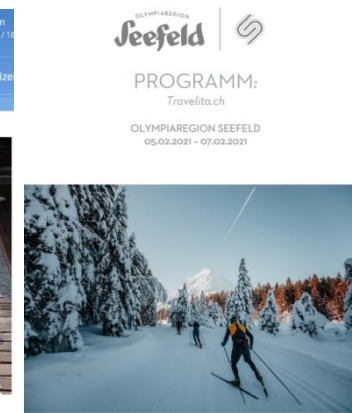 OLYMPIAREGION
Seefeld
PROGRAMM:
Travelita.ch
OLYMPIAREGION SEEFELD
05.02.2021 - 07.02.2021